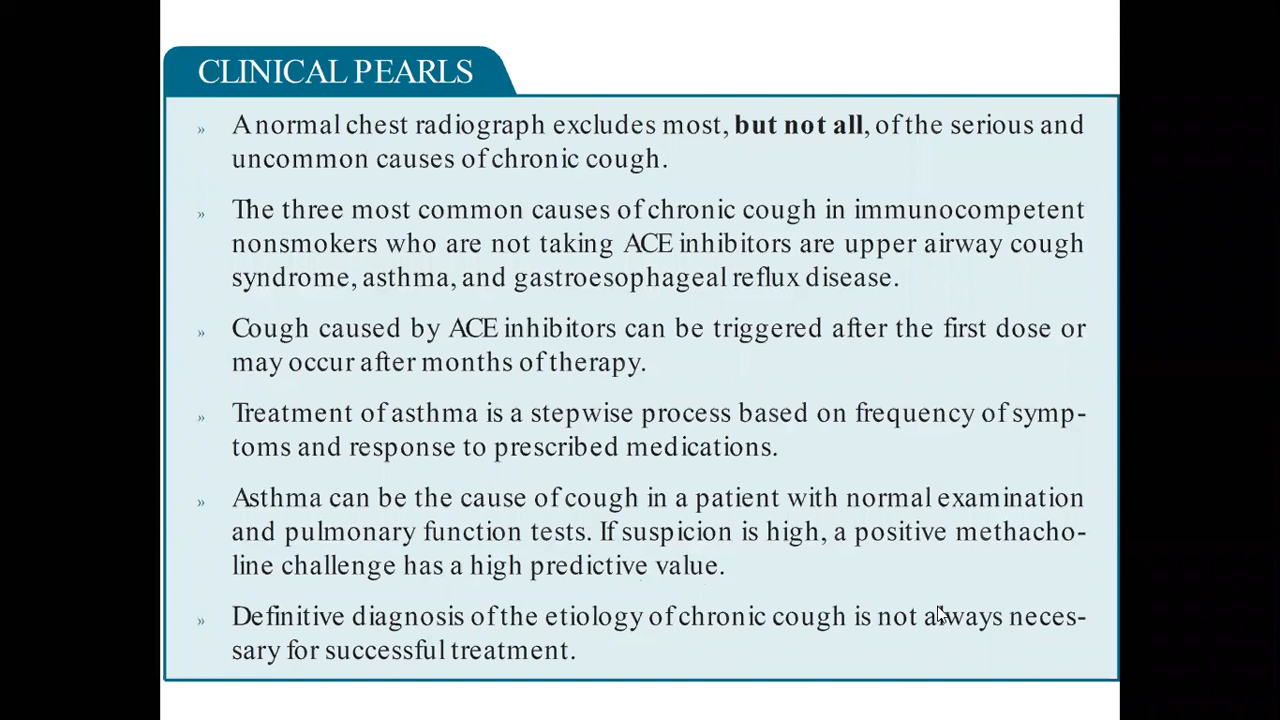 CLINICAL PEARLS
» A normal chest radiograph excludes most, but not all, of the serious and
uncommon causes of chronic cough.
» The three most common causes of chronic cough in immunocompetent
nonsmokers who are not taking ACE inhibitors are upper airway cough
syndrome, asthma, and gastroesophageal reflux disease.
» Cough caused by ACE inhibitors can be triggered after the first dose or
may occur after months of therapy.
» Treatment of asthma is a stepwise process based on frequency of symp-
toms and response to prescribed medications.
» Asthma can be the cause of cough in a patient with normal examination
and pulmonary function tests. If suspicion is high, a positive methacho-
line challenge has a high predictive value.
» Definitive diagnosis of the etiology of chronic cough is not always neces-
sary for successful treatment.